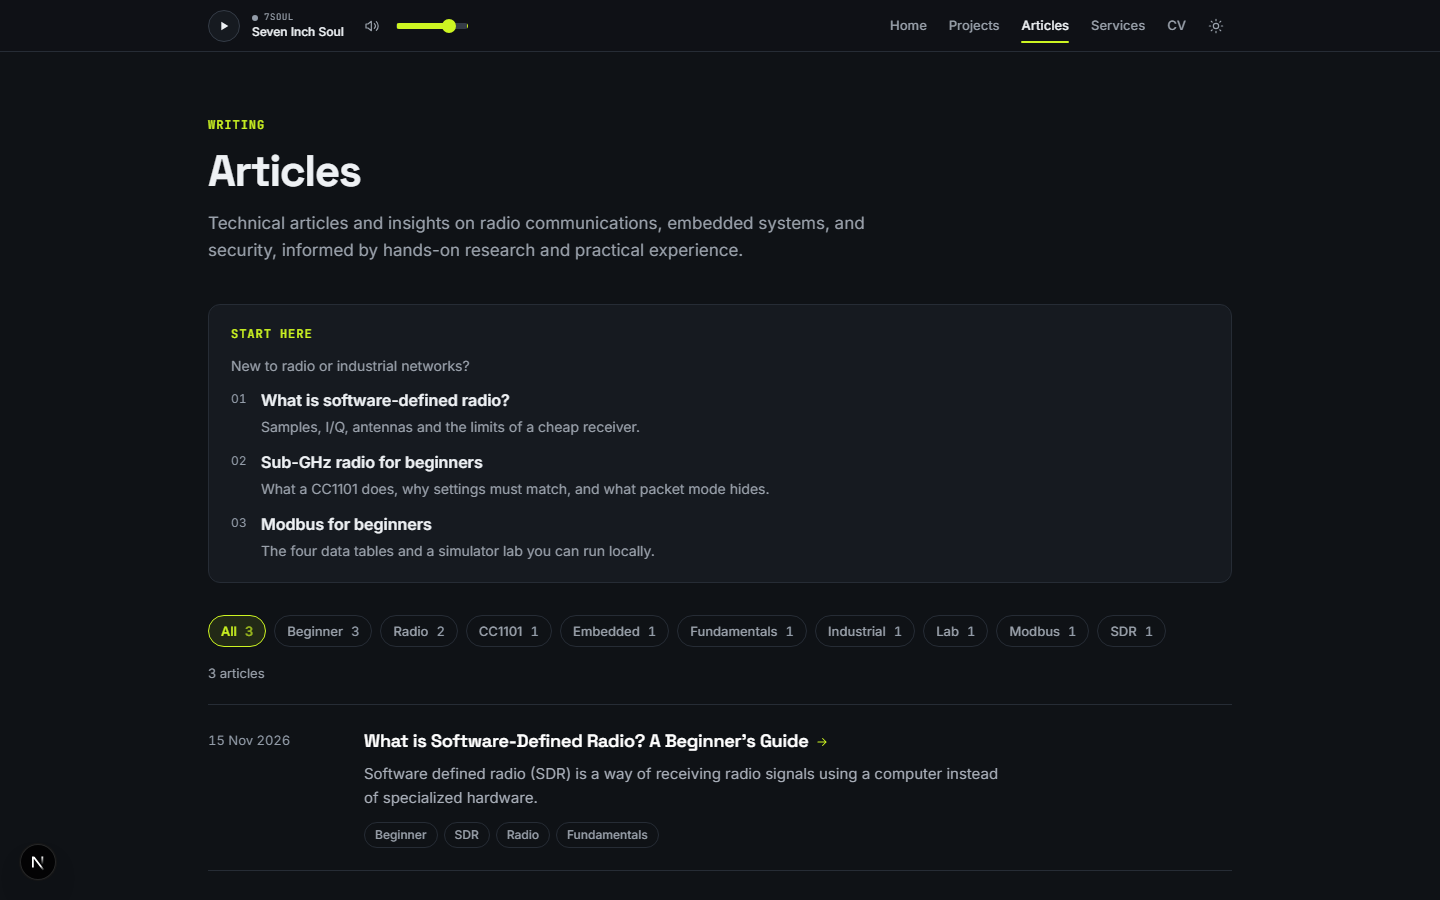 7SOUL
Seven Inch Soul
Home Projects Articles Services CV
WRITING
Articles
Technical articles and insights on radio communications, embedded systems, and
security, informed by hands-on research and practical experience.
START HERE
New to radio or industrial networks?
01 What is software-defined radio?
Samples, I/Q, antennas and the limits of a cheap receiver.
02 Sub-GHz radio for beginners
What a CC1101 does, why settings must match, and what packet mode hides.
03 Modbus for beginners
The four data tables and a simulator lab you can run locally.
All 3 Beginner 3 Radio 2 CC1101 1 Embedded 1 Fundamentals 1 Industrial 1 Lab 1 Modbus 1 SDR 1
3 articles
15 Nov 2026 What is Software-Defined Radio? A Beginner’s Guide →
Software defined radio (SDR) is a way of receiving radio signals using a computer instead
of specialized hardware.
Beginner SDR Radio Fundamentals
N